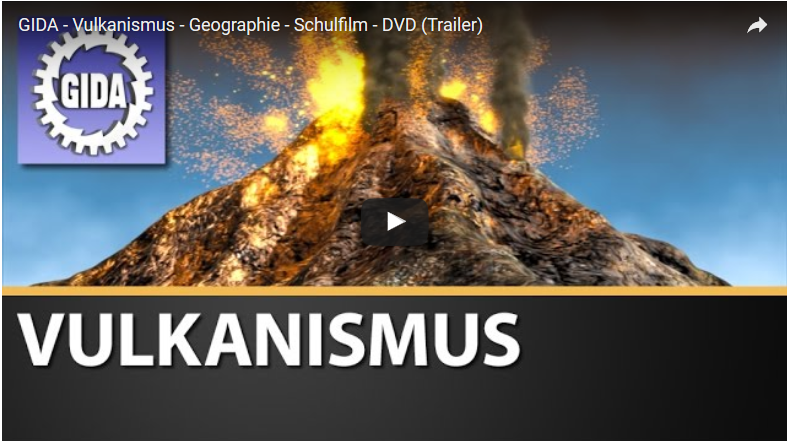 GIDA - Vulkanismus - Geographie - Schulfilm - DVD (Trailer)
GIDA
VULKANISMUS